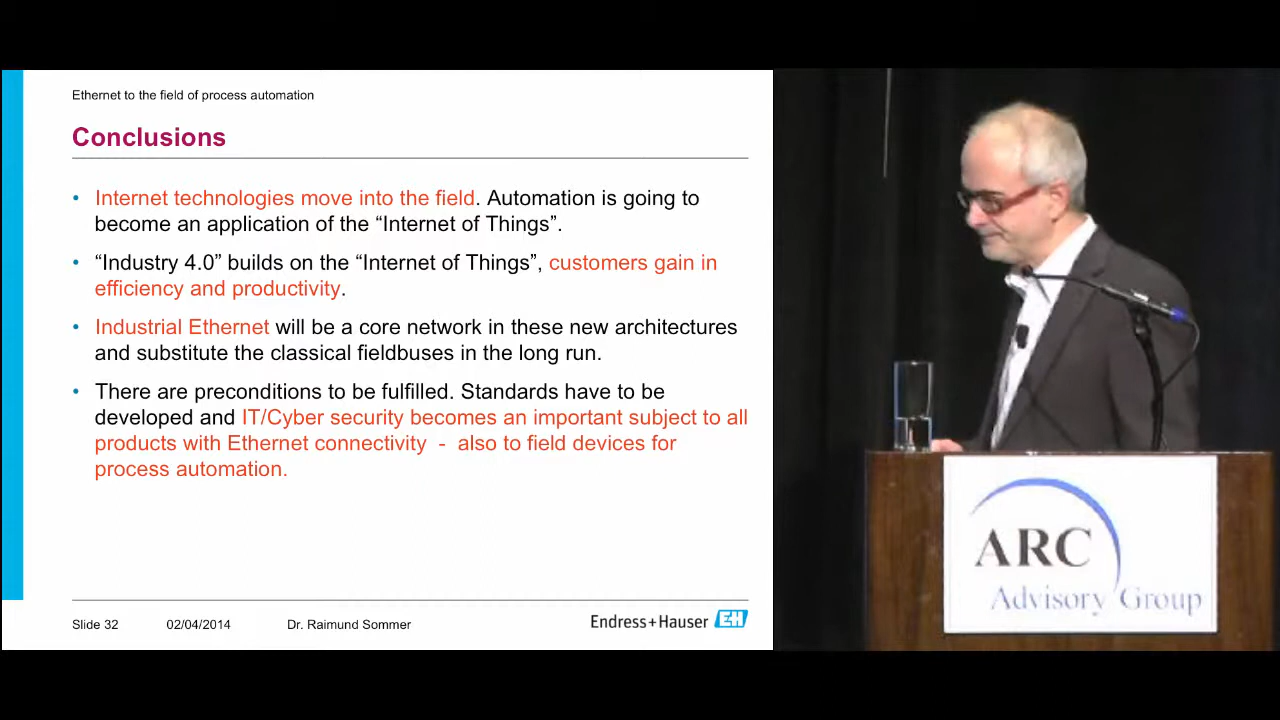 Ethernet to the field of process automation
Conclusions
• Internet technologies move into the field. Automation is going to
become an application of the “Internet of Things”.
• “Industry 4.0” builds on the “Internet of Things”, customers gain in
efficiency and productivity.
• Industrial Ethernet will be a core network in these new architectures
and substitute the classical fieldbuses in the long run.
• There are preconditions to be fulfilled. Standards have to be
developed and IT/Cyber security becomes an important subject to all
products with Ethernet connectivity - also to field devices for
process automation.
Slide 32 02/04/2014 Dr. Raimund Sommer
Endress+Hauser EH
ARC
Advisory Group